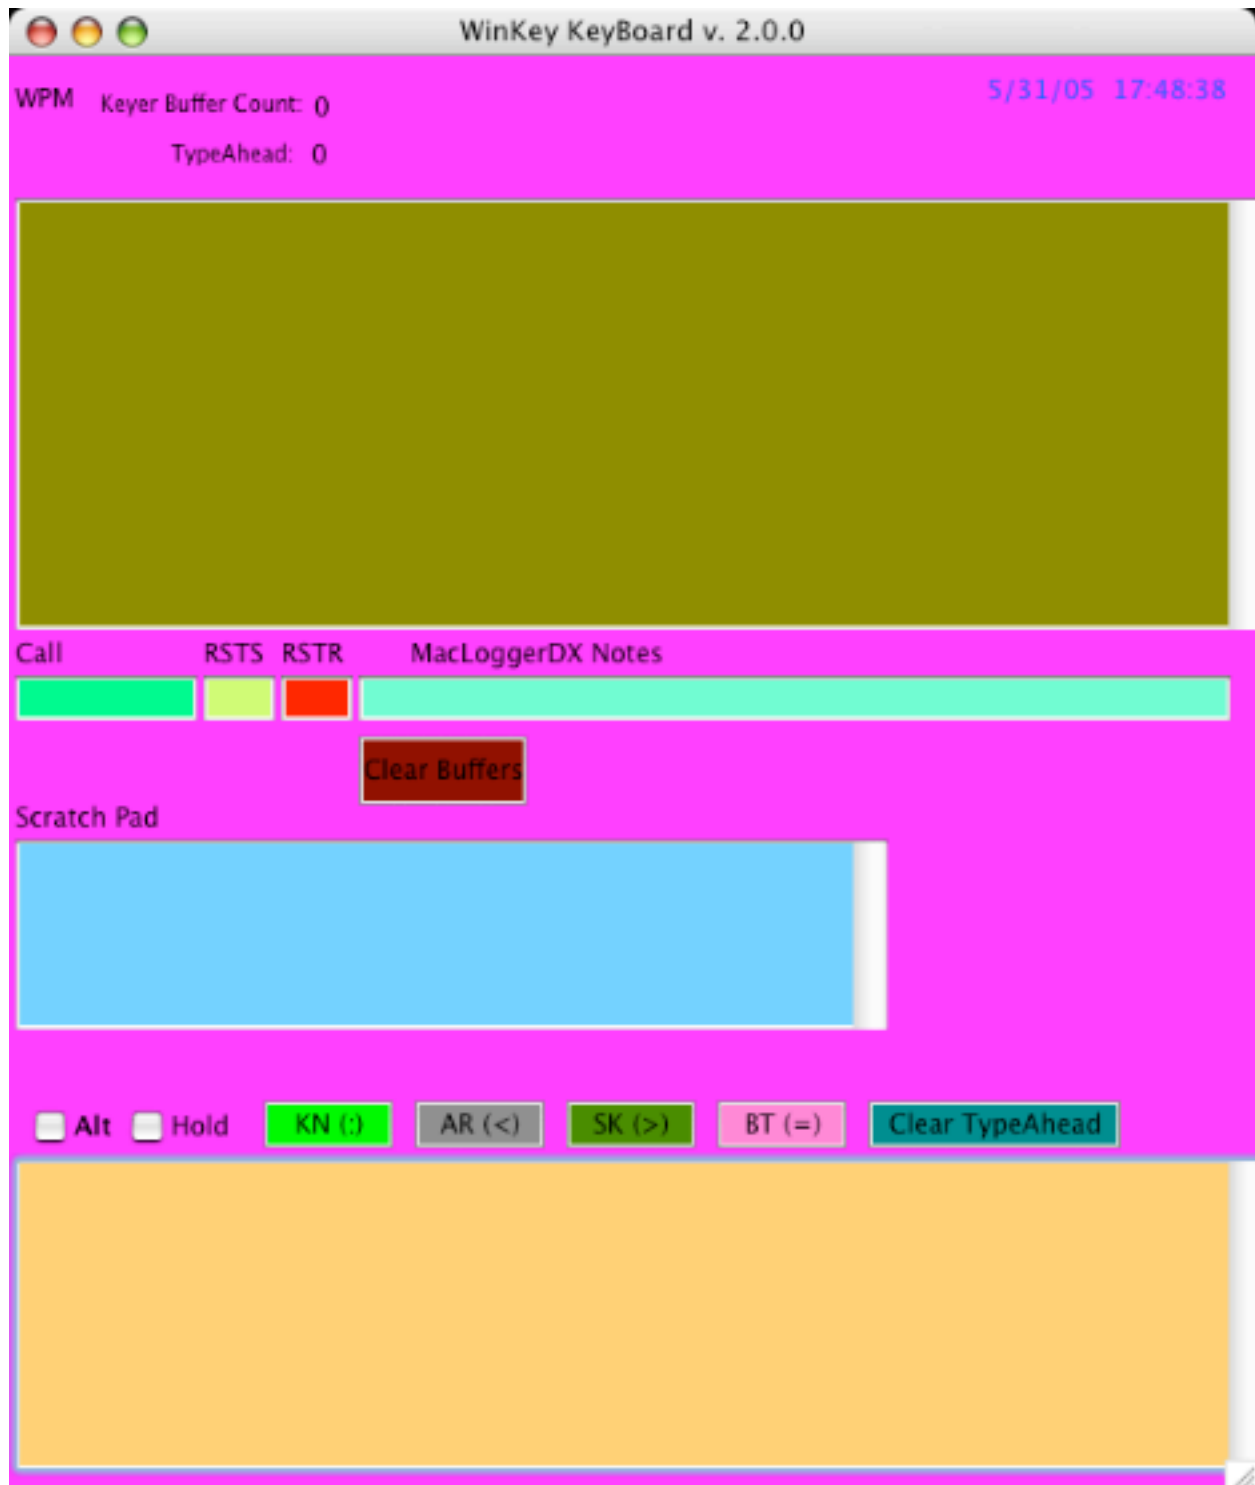 WinKey KeyBoard v. 2.0.0
WPM Keyer Buffer Count: 0 5/31/05 17:48:38
TypeAhead: 0
Call RSTS RSTR MacLoggerDX Notes
Clear Buffers
Scratch Pad
Alt Hold KN (:) AR (<) SK (>) BT (=) Clear TypeAhead